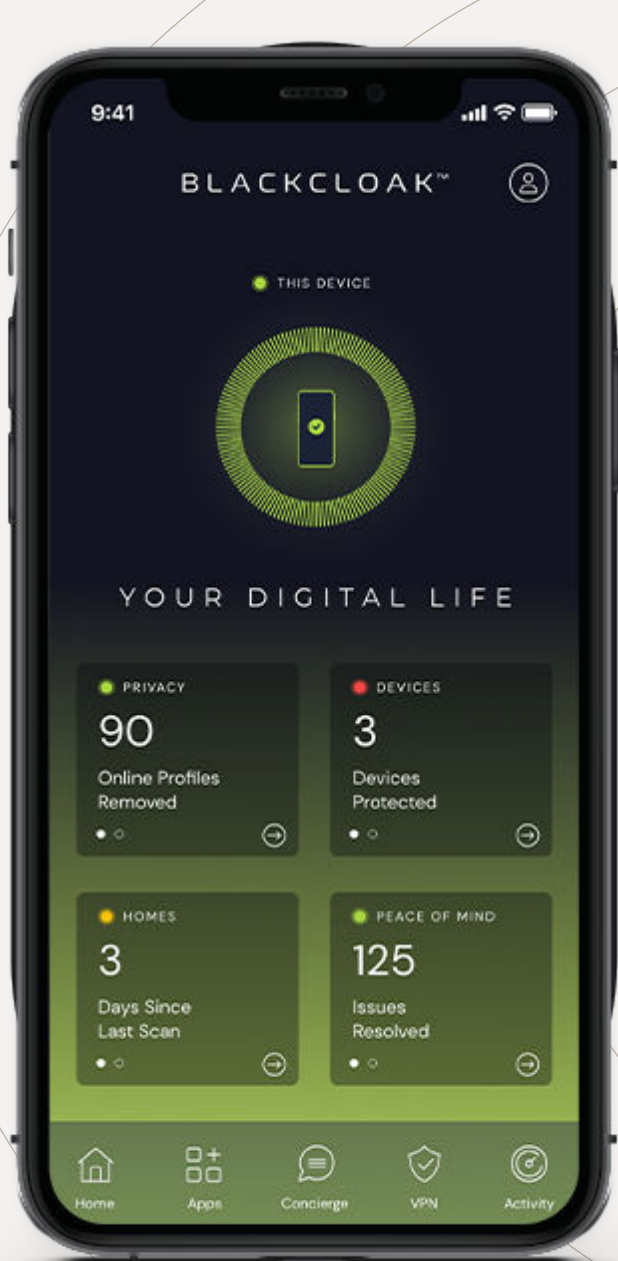 9:41
BLACKCLOAK™
THIS DEVICE
YOUR DIGITAL LIFE
PRIVACY
90
Online Profiles
Removed
DEVICES
3
Devices
Protected
HOMES
3
Days Since
Last Scan
PEACE OF MIND
125
Issues
Resolved
Home
Apps
Concierge
VPN
Activity